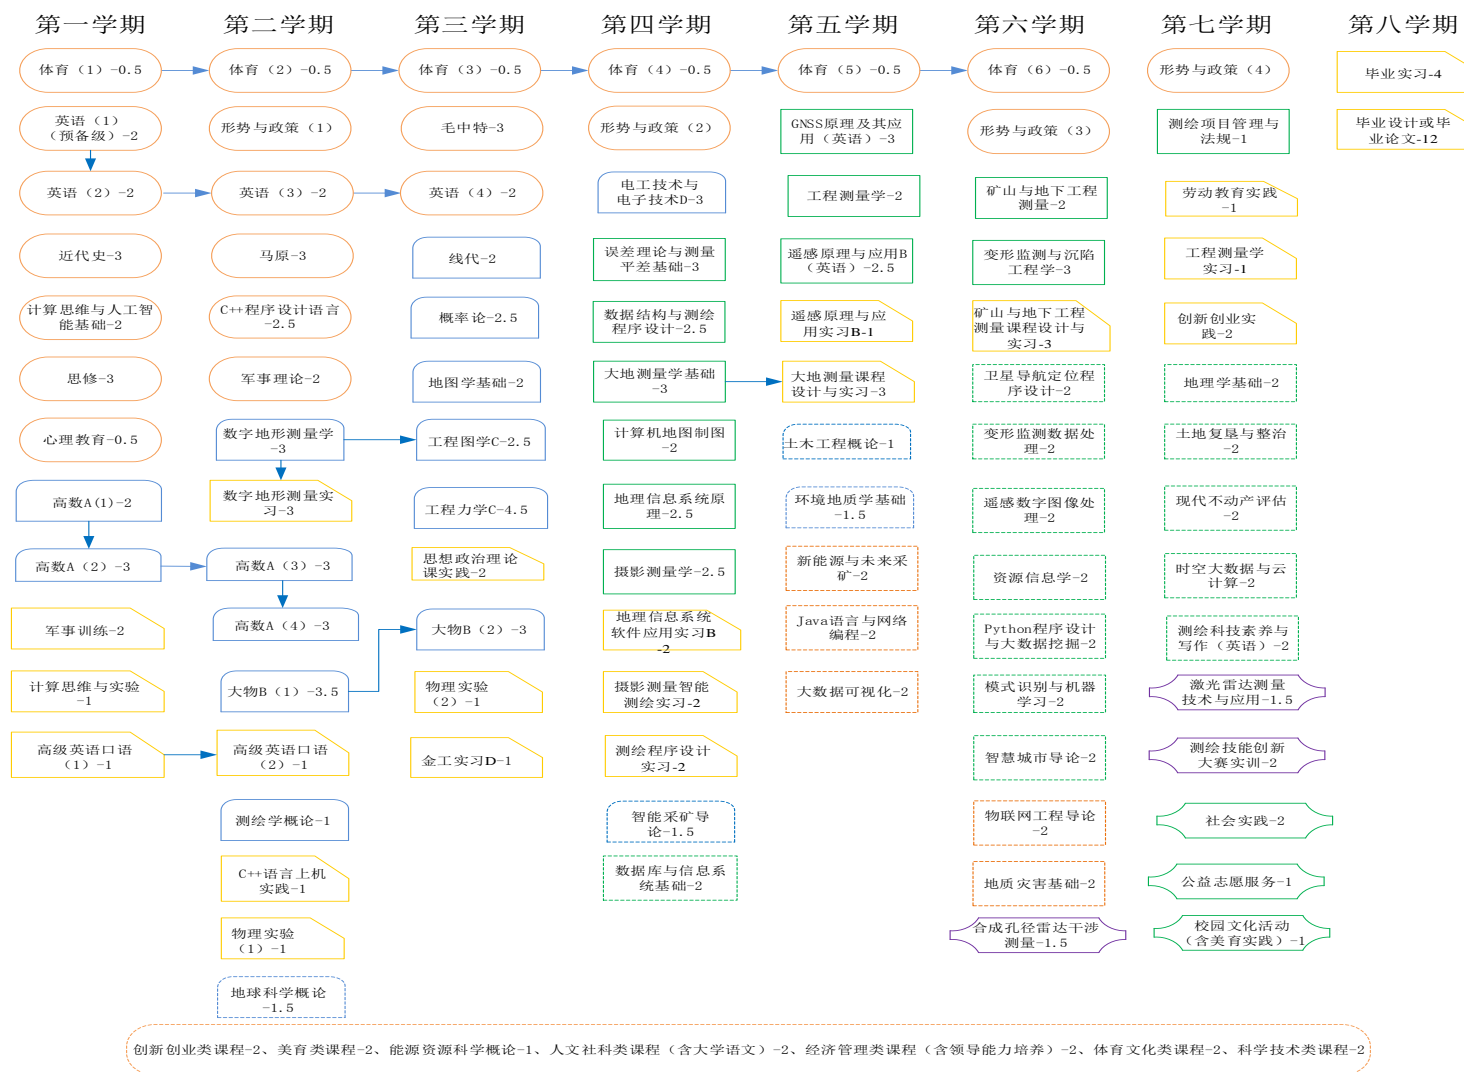 第一学期
第二学期
第三学期
第四学期
第五学期
第六学期
第七学期
第八学期
体育（1）-0.5
体育（2）-0.5
体育（3）-0.5
体育（4）-0.5
体育（5）-0.5
体育（6）-0.5
形势与政策（4）
毕业实习-4
英语（1）
（预备级）-2
形势与政策（1）
毛中特-3
形势与政策（2）
GNSS原理及其应
用（英语）-3
形势与政策（3）
测绘项目管理与
法规-1
毕业设计或毕
业论文-12
英语（2）-2
英语（3）-2
英语（4）-2
电工技术与
电子技术D-3
工程测量学-2
矿山与地下工程
测量-2
劳动教育实践
-1
近代史-3
马原-3
线代-2
误差理论与测量
平差基础-3
遥感原理与应用B
（英语）-2.5
变形监测与沉陷
工程学-3
工程测量学
实习-1
计算思维与人工智
能基础-2
C++程序设计语言
-2.5
概率论-2.5
数据结构与测绘
程序设计-2.5
遥感原理与应
用实习B-1
矿山与地下工程
测量课程设计与
实习-3
创新创业实
践-2
思修-3
军事理论-2
地图学基础-2
大地测量学基础
-3
大地测量课程
设计与实习-3
卫星导航定位程
序设计-2
地理学基础-2
心理教育-0.5
数字地形测量学
-3
工程图学C-2.5
计算机地图制图
-2
土木工程概论-1
变形监测数据处
理-2
土地复垦与整治
-2
高数A(1)-2
数字地形测量实
习-3
工程力学C-4.5
地理信息系统原
理-2.5
环境地质学基础
-1.5
遥感数字图像处
理-2
现代不动产评估
-2
高数A（2）-3
高数A（3）-3
思想政治理论
课实践-2
摄影测量学-2.5
新能源与未来采
矿-2
资源信息学-2
时空大数据与云
计算-2
军事训练-2
高数A（4）-3
大物B（2）-3
地理信息系统
软件应用实习B
-2
Java语言与网络
编程-2
Python程序设计
与大数据挖掘-2
测绘科技素养与
写作（英语）-2
计算思维与实验
-1
大物B（1）-3.5
物理实验
（2）-1
摄影测量智能
测绘实习-2
大数据可视化-2
模式识别与机器
学习-2
激光雷达测量
技术与应用-1.5
高级英语口语
（1）-1
高级英语口语
（2）-1
金工实习D-1
测绘程序设计
实习-2
智慧城市导论-2
测绘技能创新
大赛实训-2
测绘学概论-1
智能采矿导
论-1.5
物联网工程导论
-2
社会实践-2
C++语言上机
实践-1
数据库与信息系
统基础-2
地质灾害基础-2
公益志愿服务-1
物理实验
（1）-1
合成孔径雷达干涉
测量-1.5
校园文化活动
（含美育实践）-1
地球科学概论
-1.5
创新创业类课程-2、美育类课程-2、能源资源科学概论-1、人文社科类课程（含大学语文）-2、经济管理类课程（含领导能力培养）-2、体育文化类课程-2、科学技术类课程-2